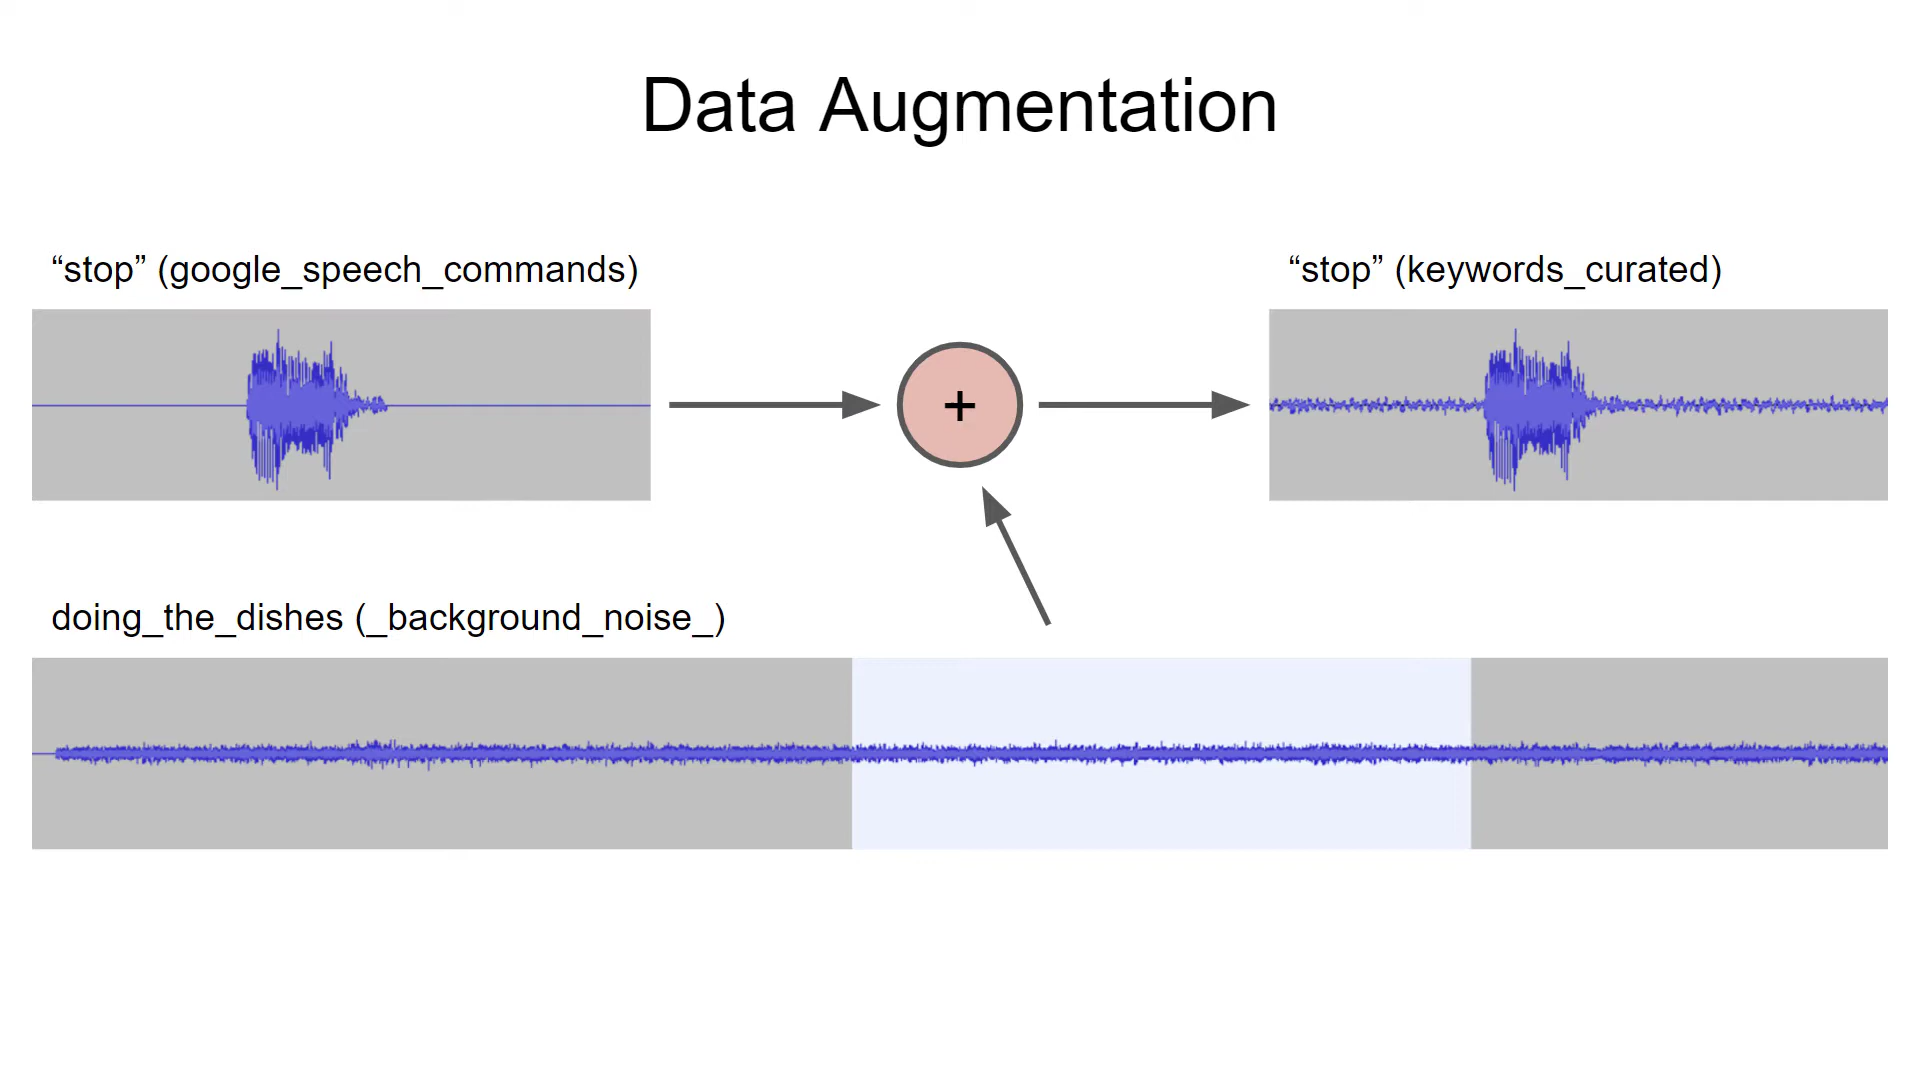 Data Augmentation
“stop” (google_speech_commands)
“stop” (keywords_curated)
+
doing_the_dishes (_background_noise_)